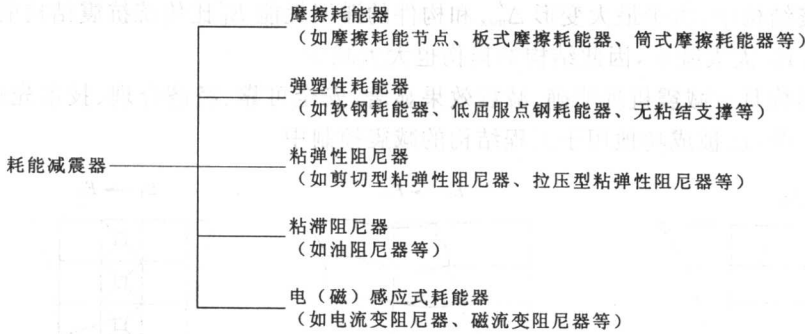 摩擦耗能器
（如摩擦耗能节点、板式摩擦耗能器、筒式摩擦耗能器等）
弹塑性耗能器
（如软钢耗能器、低屈服点钢耗能器、无粘结支撑等）
耗能减震器
粘弹性阻尼器
（如剪切型粘弹性阻尼器、拉压型粘弹性阻尼器等）
粘滞阻尼器
（如油阻尼器等）
电（磁）感应式耗能器
（如电流变阻尼器、磁流变阻尼器等）